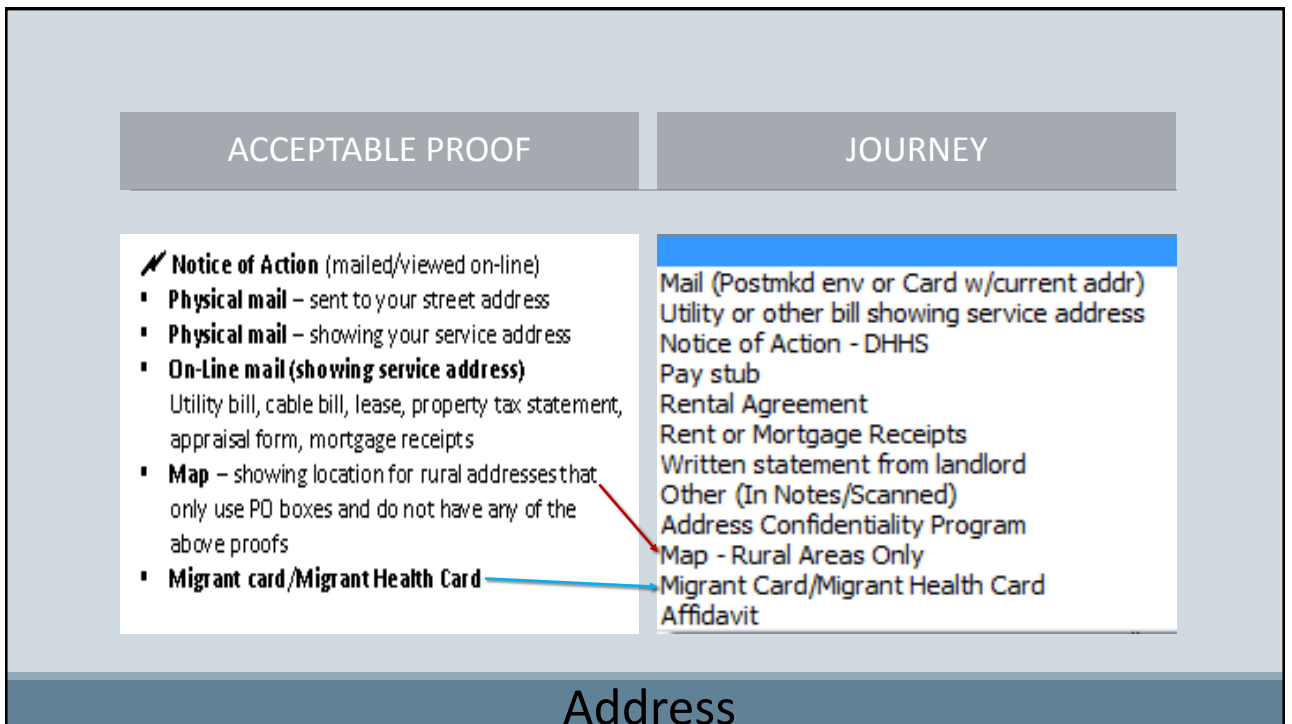 ACCEPTABLE PROOF
JOURNEY
Notice of Action (mailed/viewed on-line)
▪ Physical mail – sent to your street address
▪ Physical mail – showing your service address
▪ On-Line mail (showing service address)
Utility bill, cable bill, lease, property tax statement,
appraisal form, mortgage receipts
▪ Map – showing location for rural addresses that
only use PO boxes and do not have any of the
above proofs
▪ Migrant card/Migrant Health Card
Mail (Postmkd env or Card w/current addr)
Utility or other bill showing service address
Notice of Action - DHHS
Pay stub
Rental Agreement
Rent or Mortgage Receipts
Written statement from landlord
Other (In Notes/Scanned)
Address Confidentiality Program
Map - Rural Areas Only
Migrant Card/Migrant Health Card
Affidavit
Address